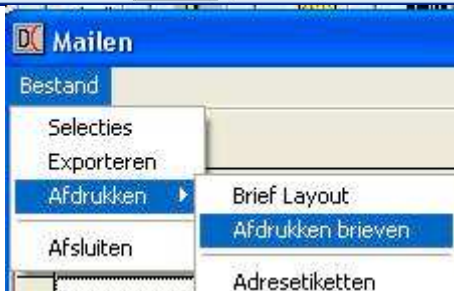 Mailen
Bestand
Selecties
Exporteren
Afdrukken
Afsluiten
Brief Layout
Afdrukken brieven
Adresetiketten